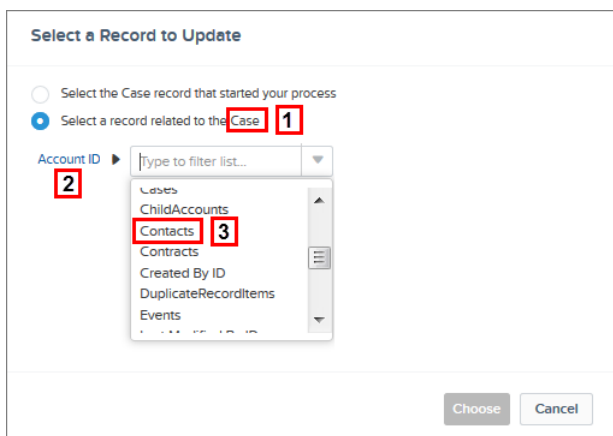 Select a Record to Update
Select the Case record that started your process
Select a record related to the Case 1
Account ID Type to filter list...
2
Cases
ChildAccounts
Contacts 3
Contracts
Created By ID
DuplicateRecordItems
Events
Choose Cancel